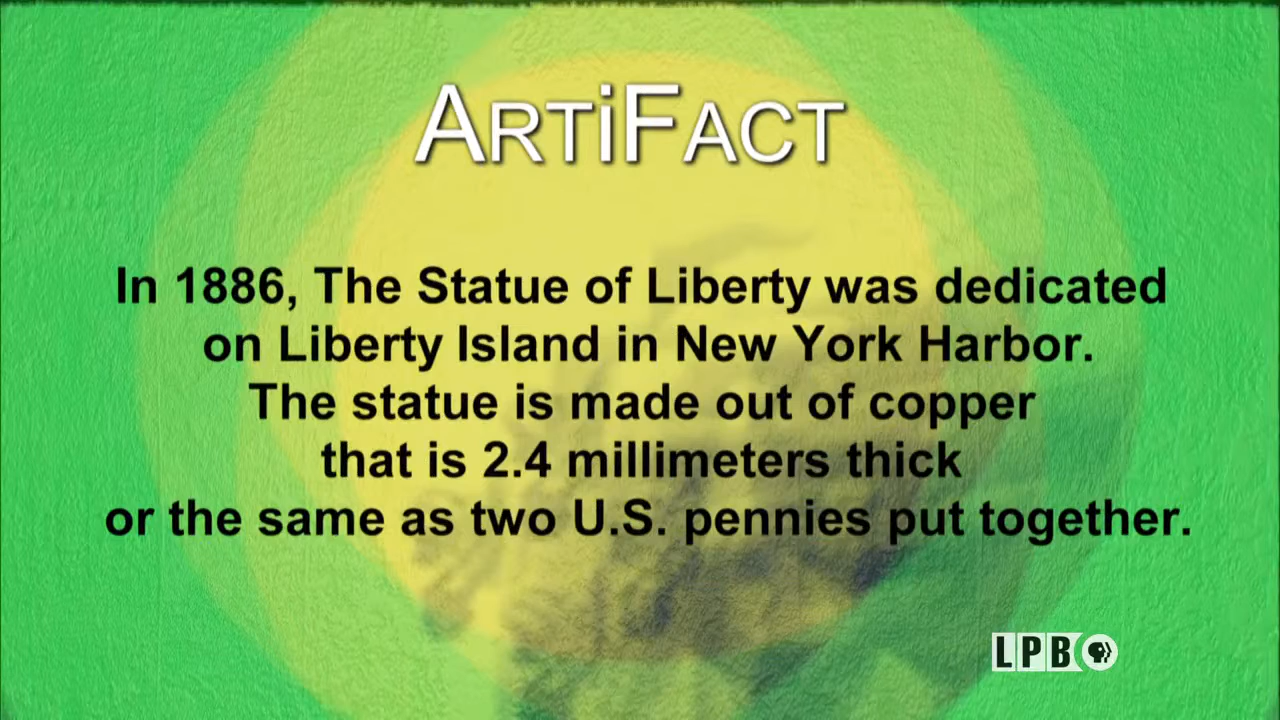 ArtiFact
In 1886, The Statue of Liberty was dedicated
on Liberty Island in New York Harbor.
The statue is made out of copper
that is 2.4 millimeters thick
or the same as two U.S. pennies put together.
LPB